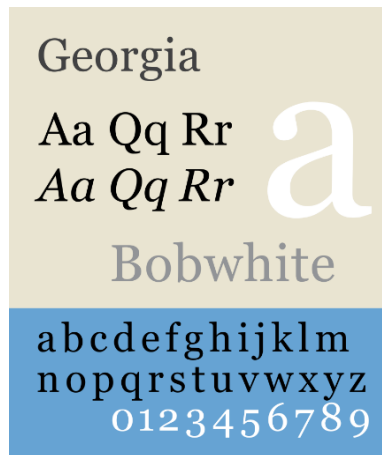 Georgia
Aa Qq Rr
Aa Qq Rr
a
Bobwhite
abcdefghijklm
nopqrstuvwxyz
0123456789